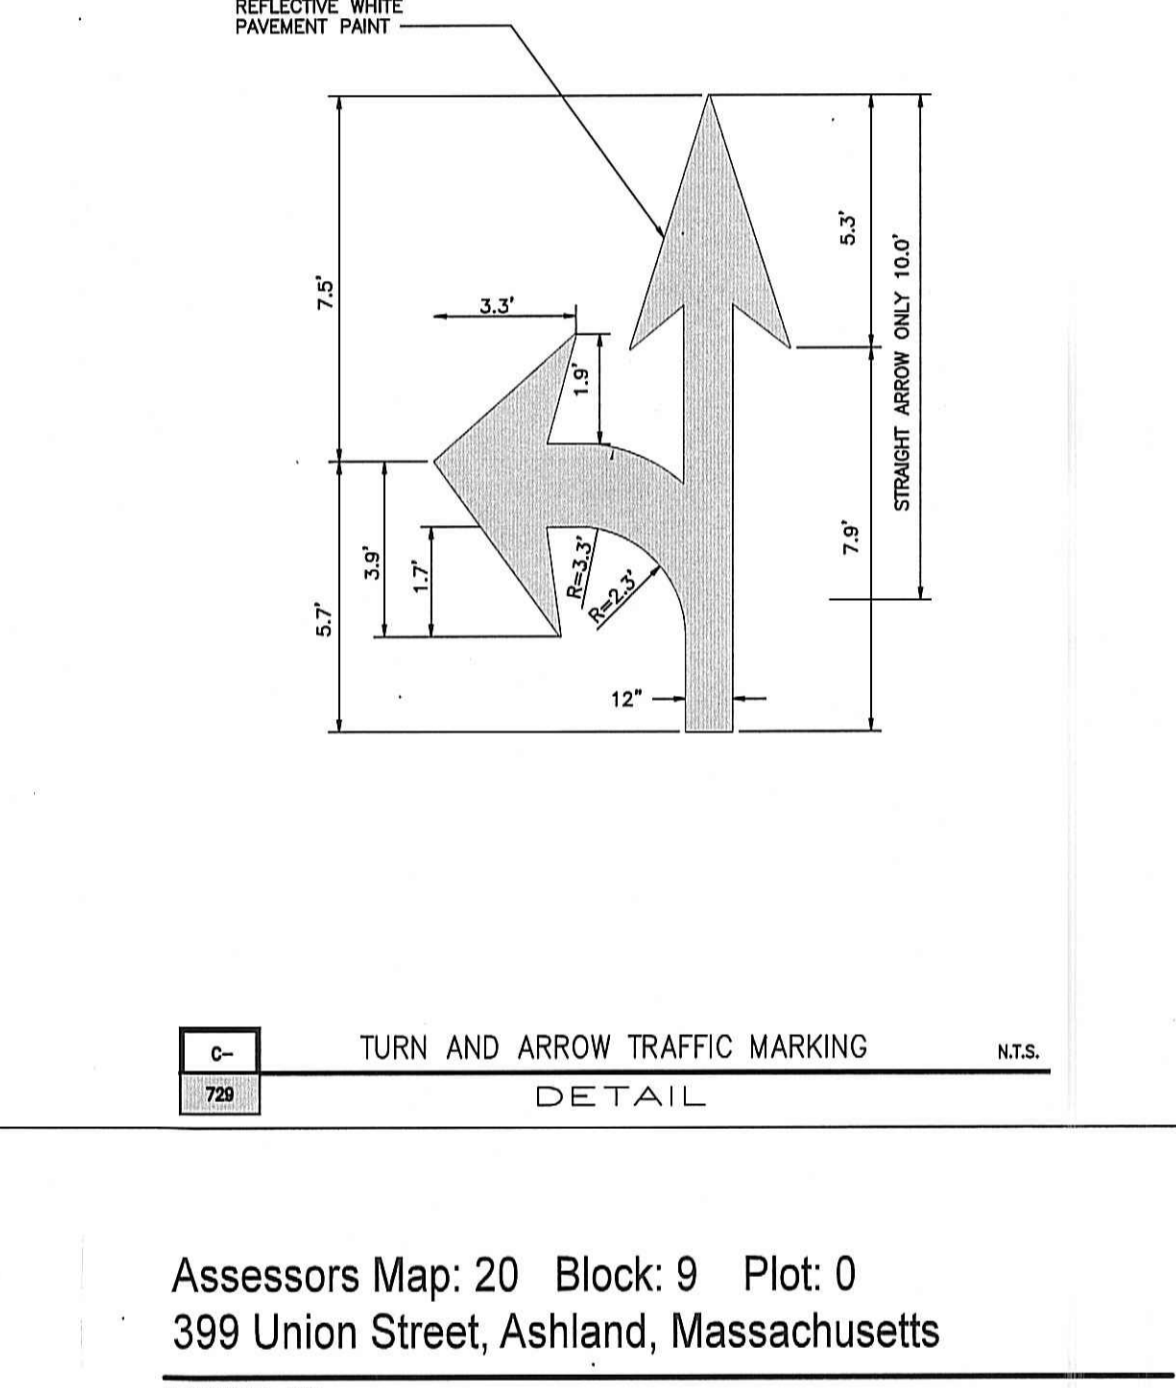 REFLECTIVE WHITE
PAVEMENT PAINT
7.5'
3.3'
1.9'
5.3'
STRAIGHT ARROW ONLY 10.0'
3.9'
1.7'
5.7'
R=3.3'
R=2.3'
7.9'
12"
C-
729
TURN AND ARROW TRAFFIC MARKING
N.T.S.
DETAIL
Assessors Map: 20 Block: 9 Plot: 0
399 Union Street, Ashland, Massachusetts